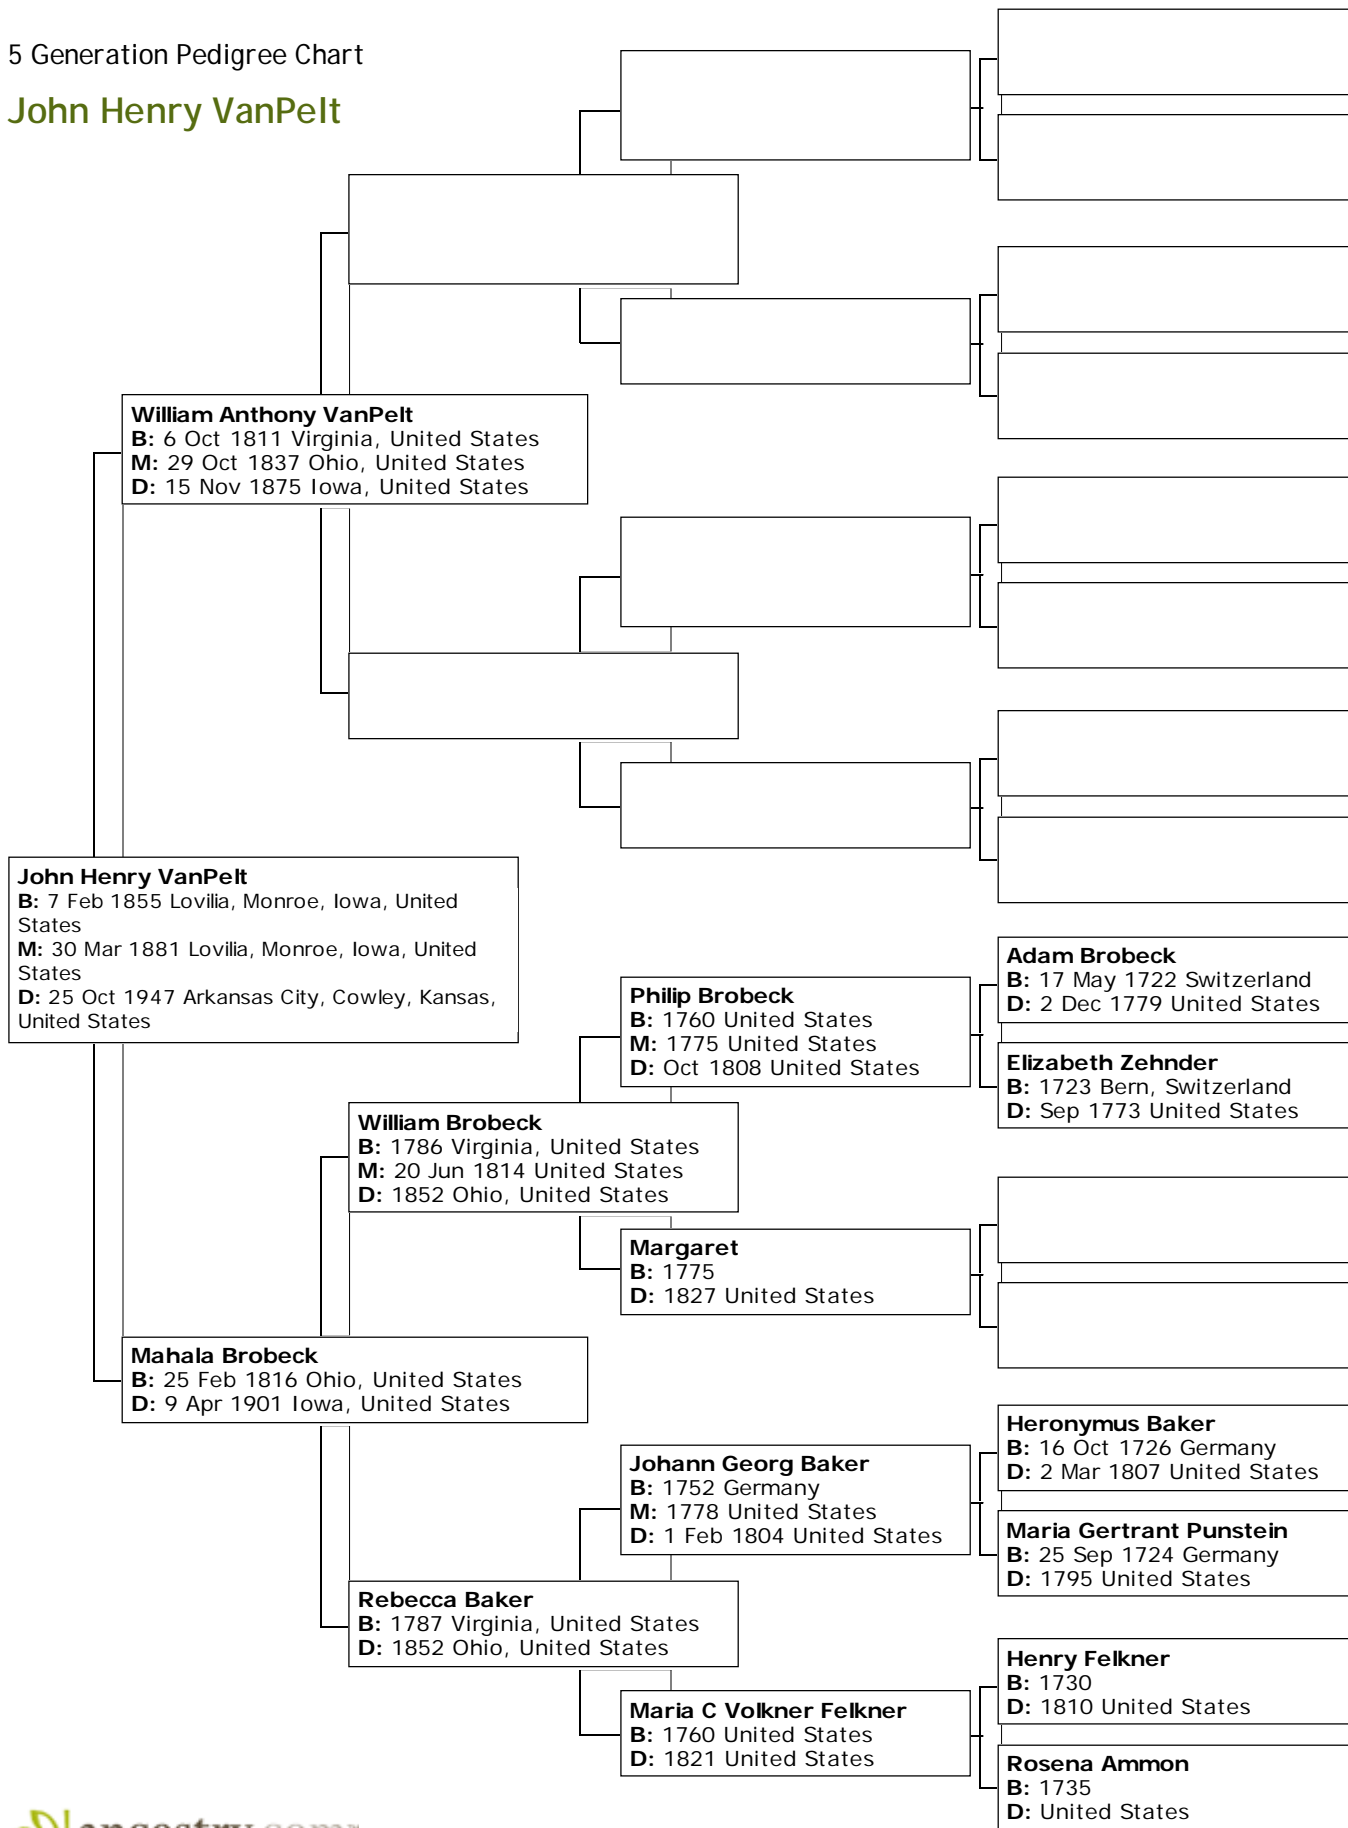 5 Generation Pedigree Chart
John Henry VanPelt
William Anthony VanPelt
B: 6 Oct 1811 Virginia, United States
M: 29 Oct 1837 Ohio, United States
D: 15 Nov 1875 Iowa, United States
John Henry VanPelt
B: 7 Feb 1855 Lovilia, Monroe, Iowa, United
States
M: 30 Mar 1881 Lovilia, Monroe, Iowa, United
States
D: 25 Oct 1947 Arkansas City, Cowley, Kansas,
United States
Adam Brobeck
B: 17 May 1722 Switzerland
D: 2 Dec 1779 United States
Philip Brobeck
B: 1760 United States
M: 1775 United States
D: Oct 1808 United States
Elizabeth Zehnder
B: 1723 Bern, Switzerland
D: Sep 1773 United States
William Brobeck
B: 1786 Virginia, United States
M: 20 Jun 1814 United States
D: 1852 Ohio, United States
Margaret
B: 1775
D: 1827 United States
Mahala Brobeck
B: 25 Feb 1816 Ohio, United States
D: 9 Apr 1901 Iowa, United States
Heronymus Baker
B: 16 Oct 1726 Germany
D: 2 Mar 1807 United States
Johann Georg Baker
B: 1752 Germany
M: 1778 United States
D: 1 Feb 1804 United States
Maria Gertrant Punstein
B: 25 Sep 1724 Germany
D: 1795 United States
Rebecca Baker
B: 1787 Virginia, United States
D: 1852 Ohio, United States
Henry Felkner
B: 1730
D: 1810 United States
Maria C Volkner Felkner
B: 1760 United States
D: 1821 United States
Rosena Ammon
B: 1735
D: United States
ancestry.com